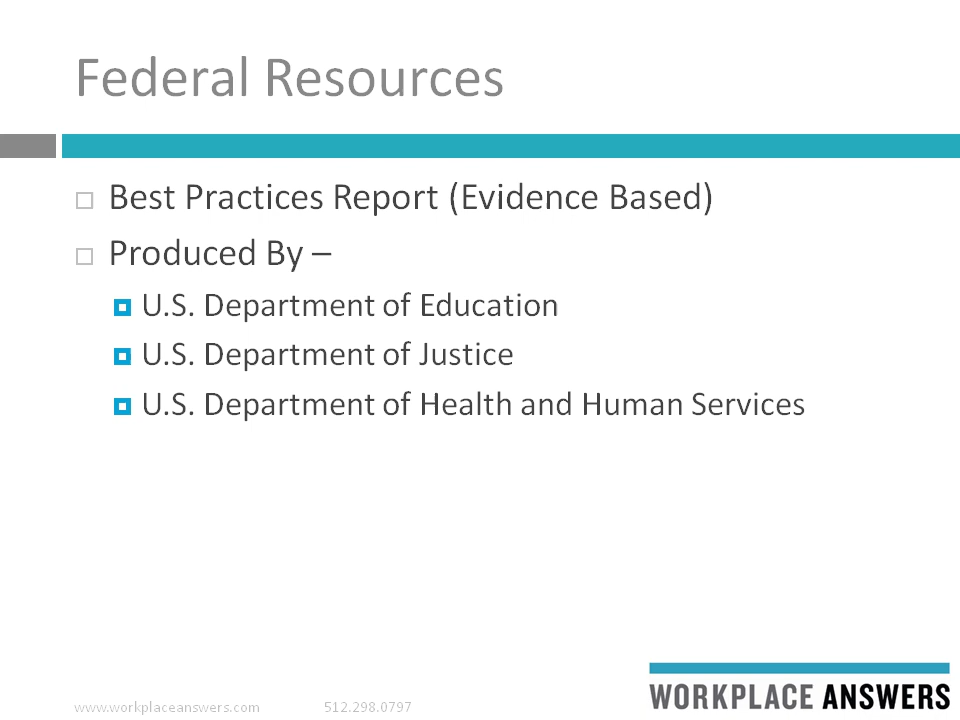 Federal Resources
Best Practices Report (Evidence Based)
Produced By –
U.S. Department of Education
U.S. Department of Justice
U.S. Department of Health and Human Services
www.workplaceanswers.com 512.298.0797
WORKPLACE ANSWERS